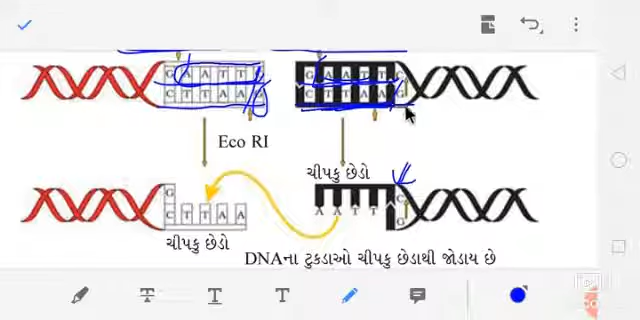 G A A T T C
G A A T T C
C T T A A G
C T T A A G
Eco RI
ચીપકુ છેડો
G
C
A A T T
C T T A A
G
ચીપકુ છેડો
DNAના ટુકડાઓ ચીપકુ છેડાથી જોડાય છે
T T T